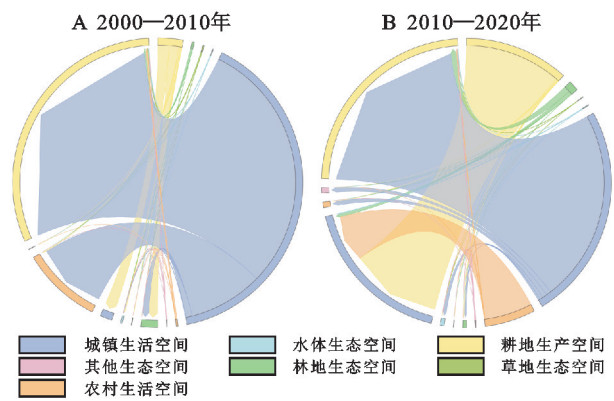 A 2000—2010年
B 2010—2020年
城镇生活空间
水体生态空间
耕地生产空间
其他生态空间
林地生态空间
草地生态空间
农村生活空间